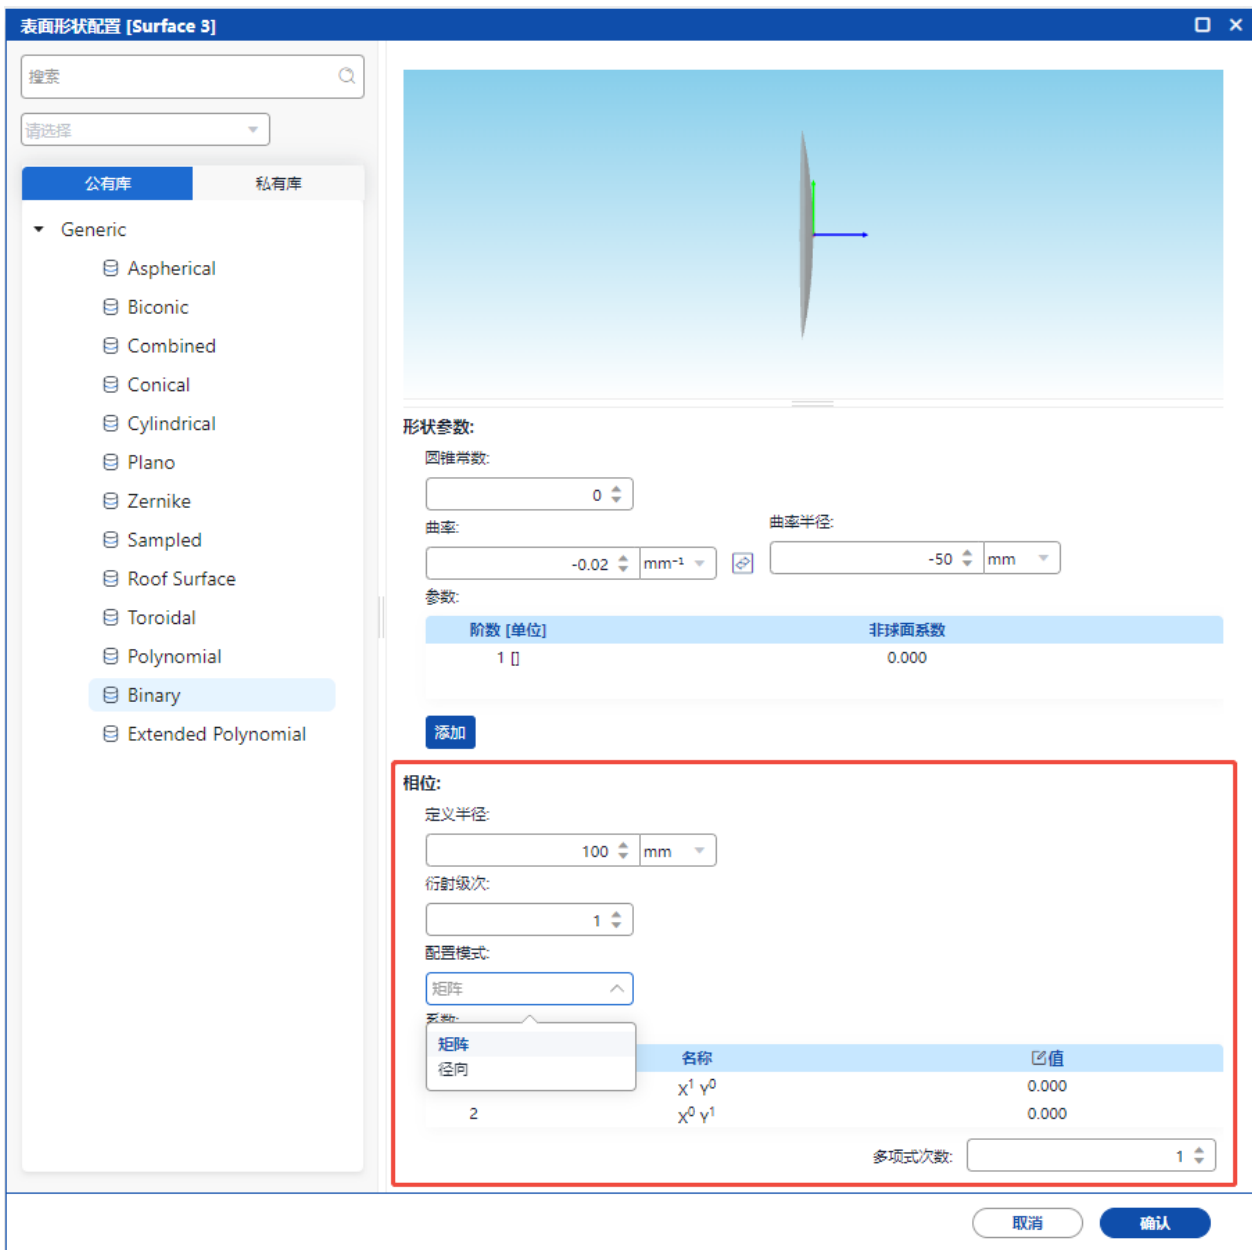 表面形状配置 [Surface 3]
搜索
请选择
公有库 私有库
Generic
Aspherical
Biconic
Combined
Conical
Cylindrical
Plano
Zernike
Sampled
Roof Surface
Toroidal
Polynomial
Binary
Extended Polynomial
形状参数:
圆锥常数:
0
曲率: 曲率半径:
-0.02 mm⁻¹ -50 mm
参数:
阶数 [单位] 非球面系数
1 [] 0.000
添加
相位:
定义半径:
100 mm
衍射级次:
1
配置模式:
矩阵
系数:
矩阵
径向
名称 值
X¹ Y⁰ 0.000
2 X⁰ Y¹ 0.000
多项式次数: 1
取消 确认